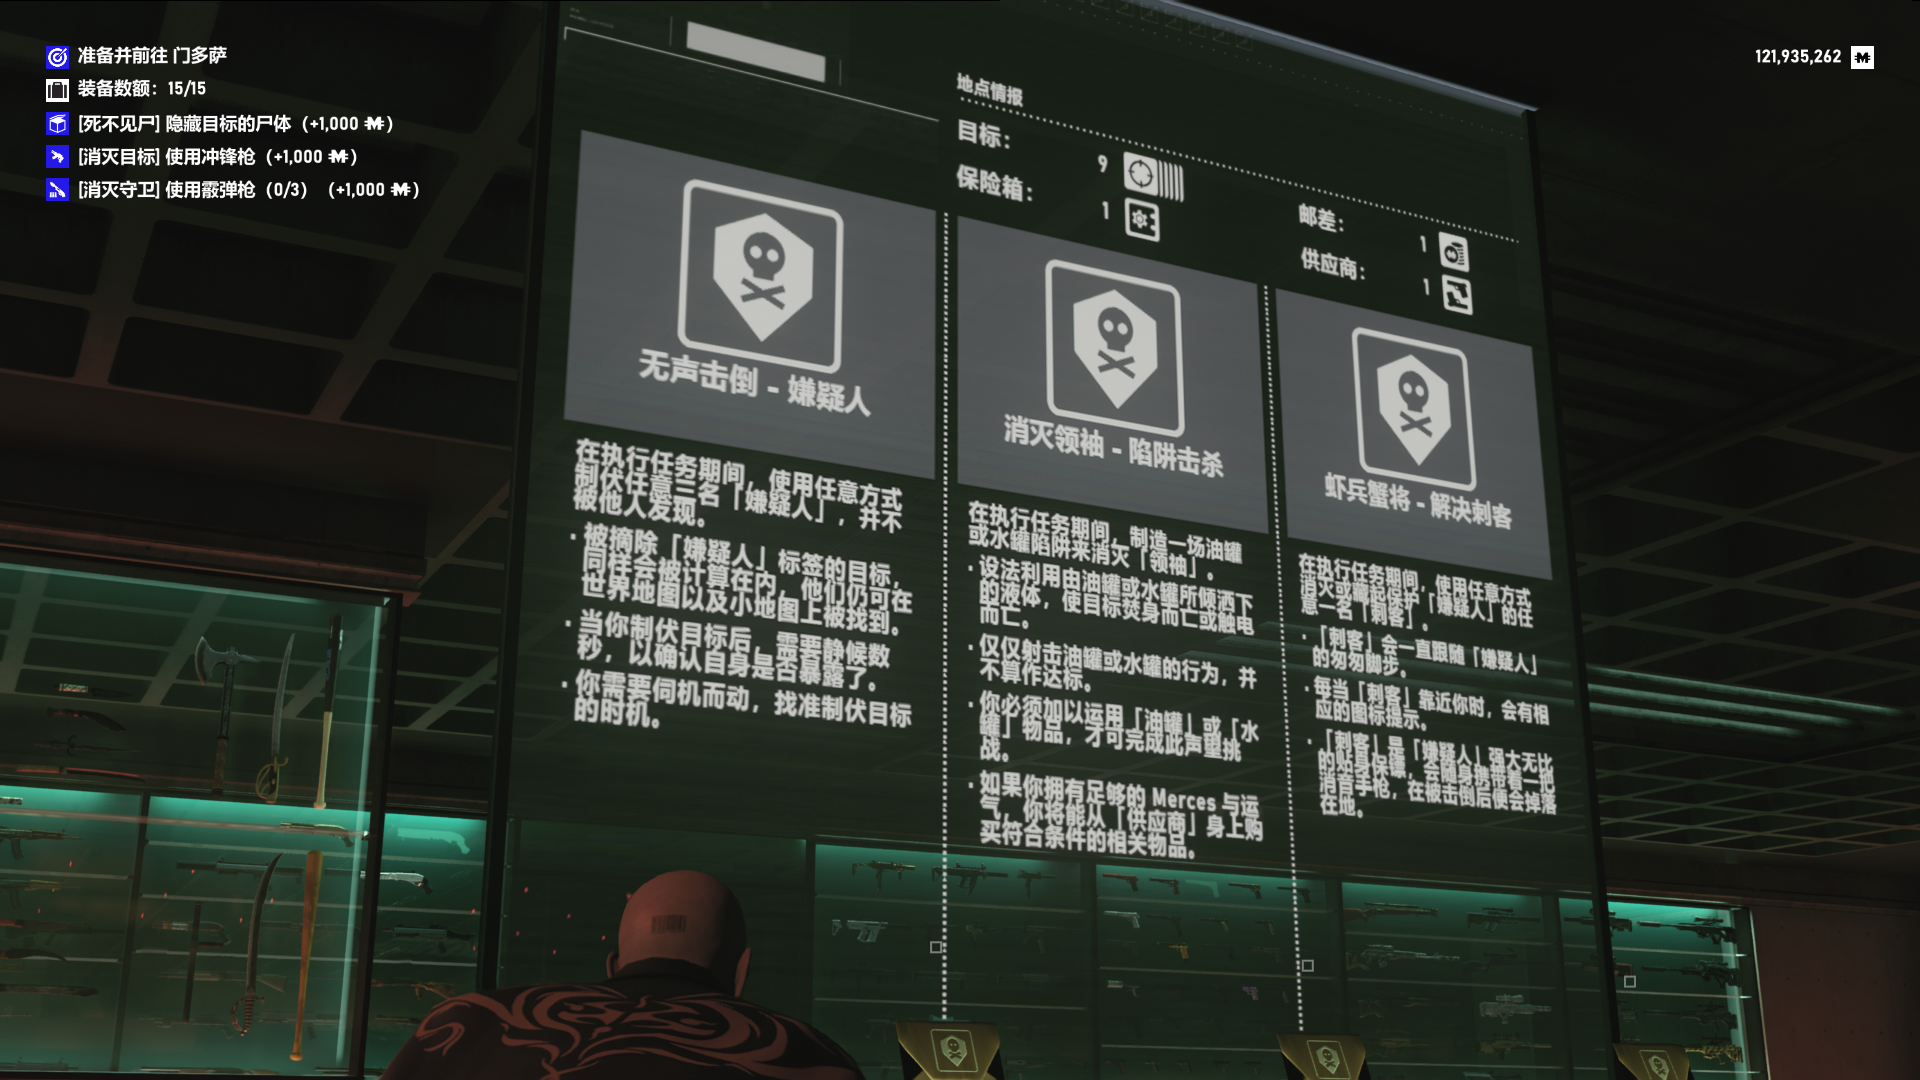 准备并前往 门多萨
装备数额：15/15
[死不见尸] 隐藏目标的尸体（+1,000 ）
[消灭目标] 使用冲锋枪（+1,000 ）
[消灭守卫] 使用霰弹枪（0/3）（+1,000 ）
121,935,262
地点情报
目标： 9
保险箱： 1
邮差： 1
供应商： 1
无声击倒 - 嫌疑人
在执行任务期间，使用任意方式
制伏任意三名「嫌疑人」，并不
被他人发现。
· 被摘除「嫌疑人」标签的目标，
同样会被计算在内，他们仍可在
世界地图以及小地图上被找到。
· 当你制伏目标后，需要静候数
秒，以确认自身是否暴露了。
· 你需要伺机而动，找准制伏目标
的时机。
消灭领袖 - 陷阱击杀
在执行任务期间，制造一场油罐
或水罐陷阱来消灭「领袖」。
· 设法利用由油罐或水罐所倾洒下
的液体，使目标焚身而亡或触电
而亡。
· 仅仅射击油罐或水罐的行为，并
不算作达标。
· 你必须加以运用「油罐」或「水
罐」物品，才可完成此声望挑
战。
· 如果你拥有足够的 Merces 与运
气，你将能从「供应商」身上购
买符合条件的相关物品。
虾兵蟹将 - 解决刺客
在执行任务期间，使用任意方式
消灭或藏起保护「嫌疑人」的任
意一名「刺客」。
· 「刺客」会一直跟随「嫌疑人」
的匆匆脚步。
· 每当「刺客」靠近你时，会有相
应的图标提示。
· 「刺客」是「嫌疑人」强大无比
的贴身保镖，会随身携带着一把
消音手枪，在被击倒后便会掉落
在地。